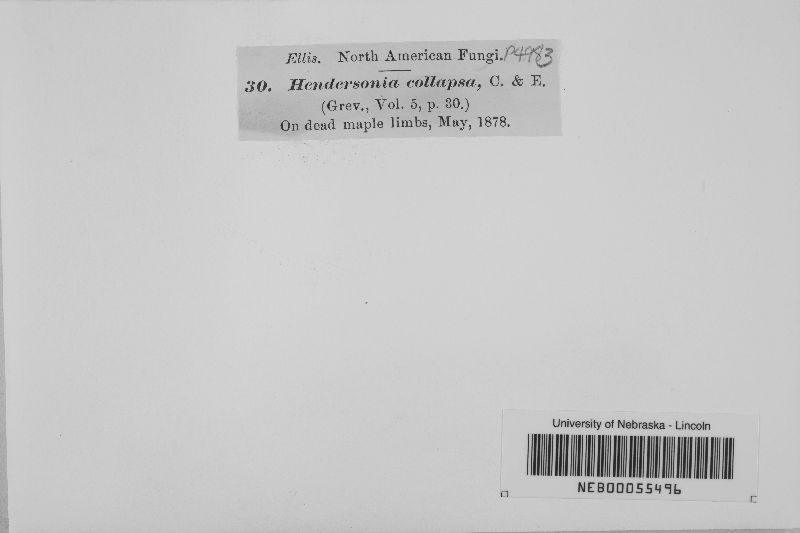 Ellis. North American Fungi. P4983
30. Hendersonia collapsa, C. & E.
(Grev., Vol. 5, p. 30.)
On dead maple limbs, May, 1878.
University of Nebraska - Lincoln
NEB00055496